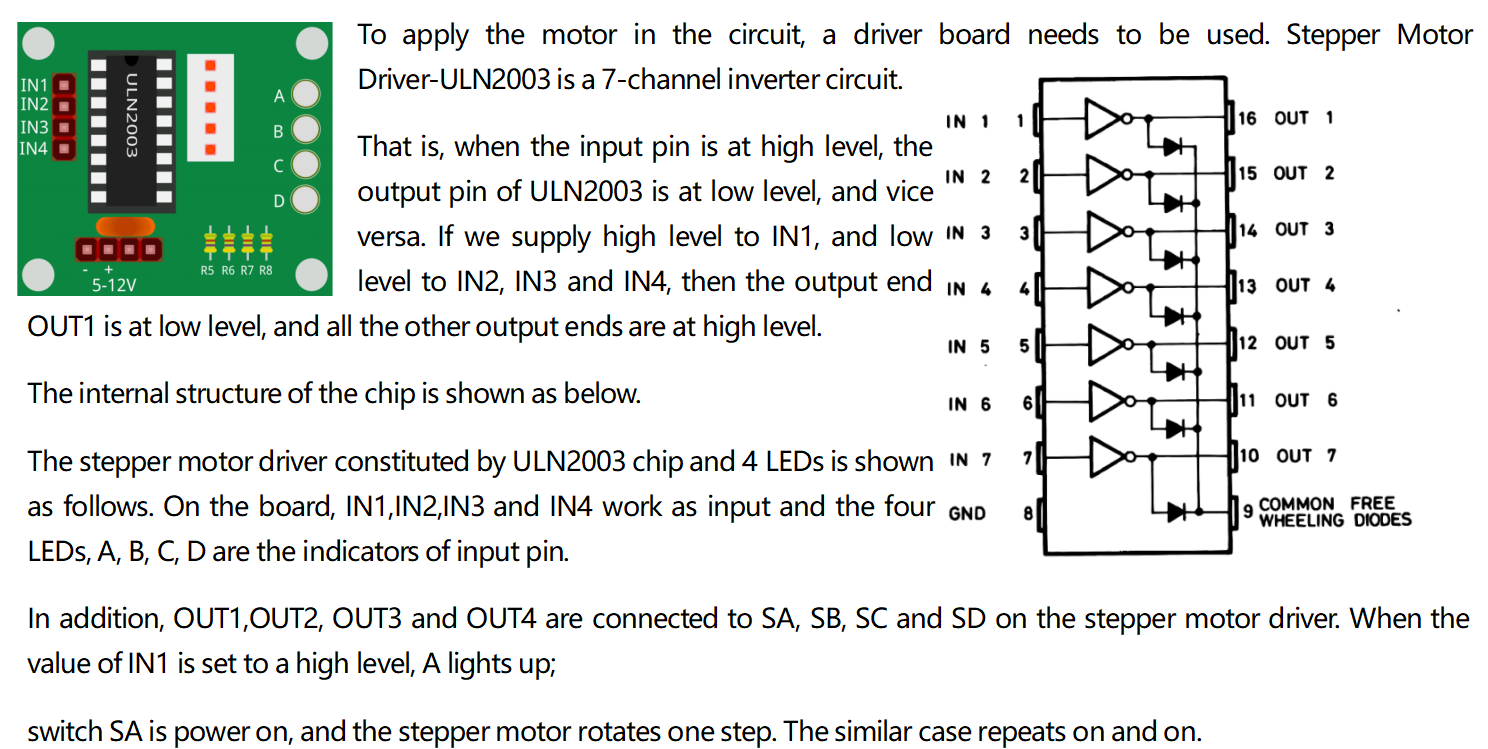 To apply the motor in the circuit, a driver board needs to be used. Stepper Motor
Driver-ULN2003 is a 7-channel inverter circuit.
That is, when the input pin is at high level, the
output pin of ULN2003 is at low level, and vice
versa. If we supply high level to IN1, and low
level to IN2, IN3 and IN4, then the output end
OUT1 is at low level, and all the other output ends are at high level.
The internal structure of the chip is shown as below.
The stepper motor driver constituted by ULN2003 chip and 4 LEDs is shown
as follows. On the board, IN1,IN2,IN3 and IN4 work as input and the four
LEDs, A, B, C, D are the indicators of input pin.
In addition, OUT1,OUT2, OUT3 and OUT4 are connected to SA, SB, SC and SD on the stepper motor driver. When the
value of IN1 is set to a high level, A lights up;
switch SA is power on, and the stepper motor rotates one step. The similar case repeats on and on.
IN1
IN2
IN3
IN4
ULN2003
A
B
C
D
- +
5-12V
R5 R6 R7 R8
IN 1 1 16 OUT 1
IN 2 2 15 OUT 2
IN 3 3 14 OUT 3
IN 4 4 13 OUT 4
IN 5 5 12 OUT 5
IN 6 6 11 OUT 6
IN 7 7 10 OUT 7
GND 8 9 COMMON FREE
WHEELING DIODES